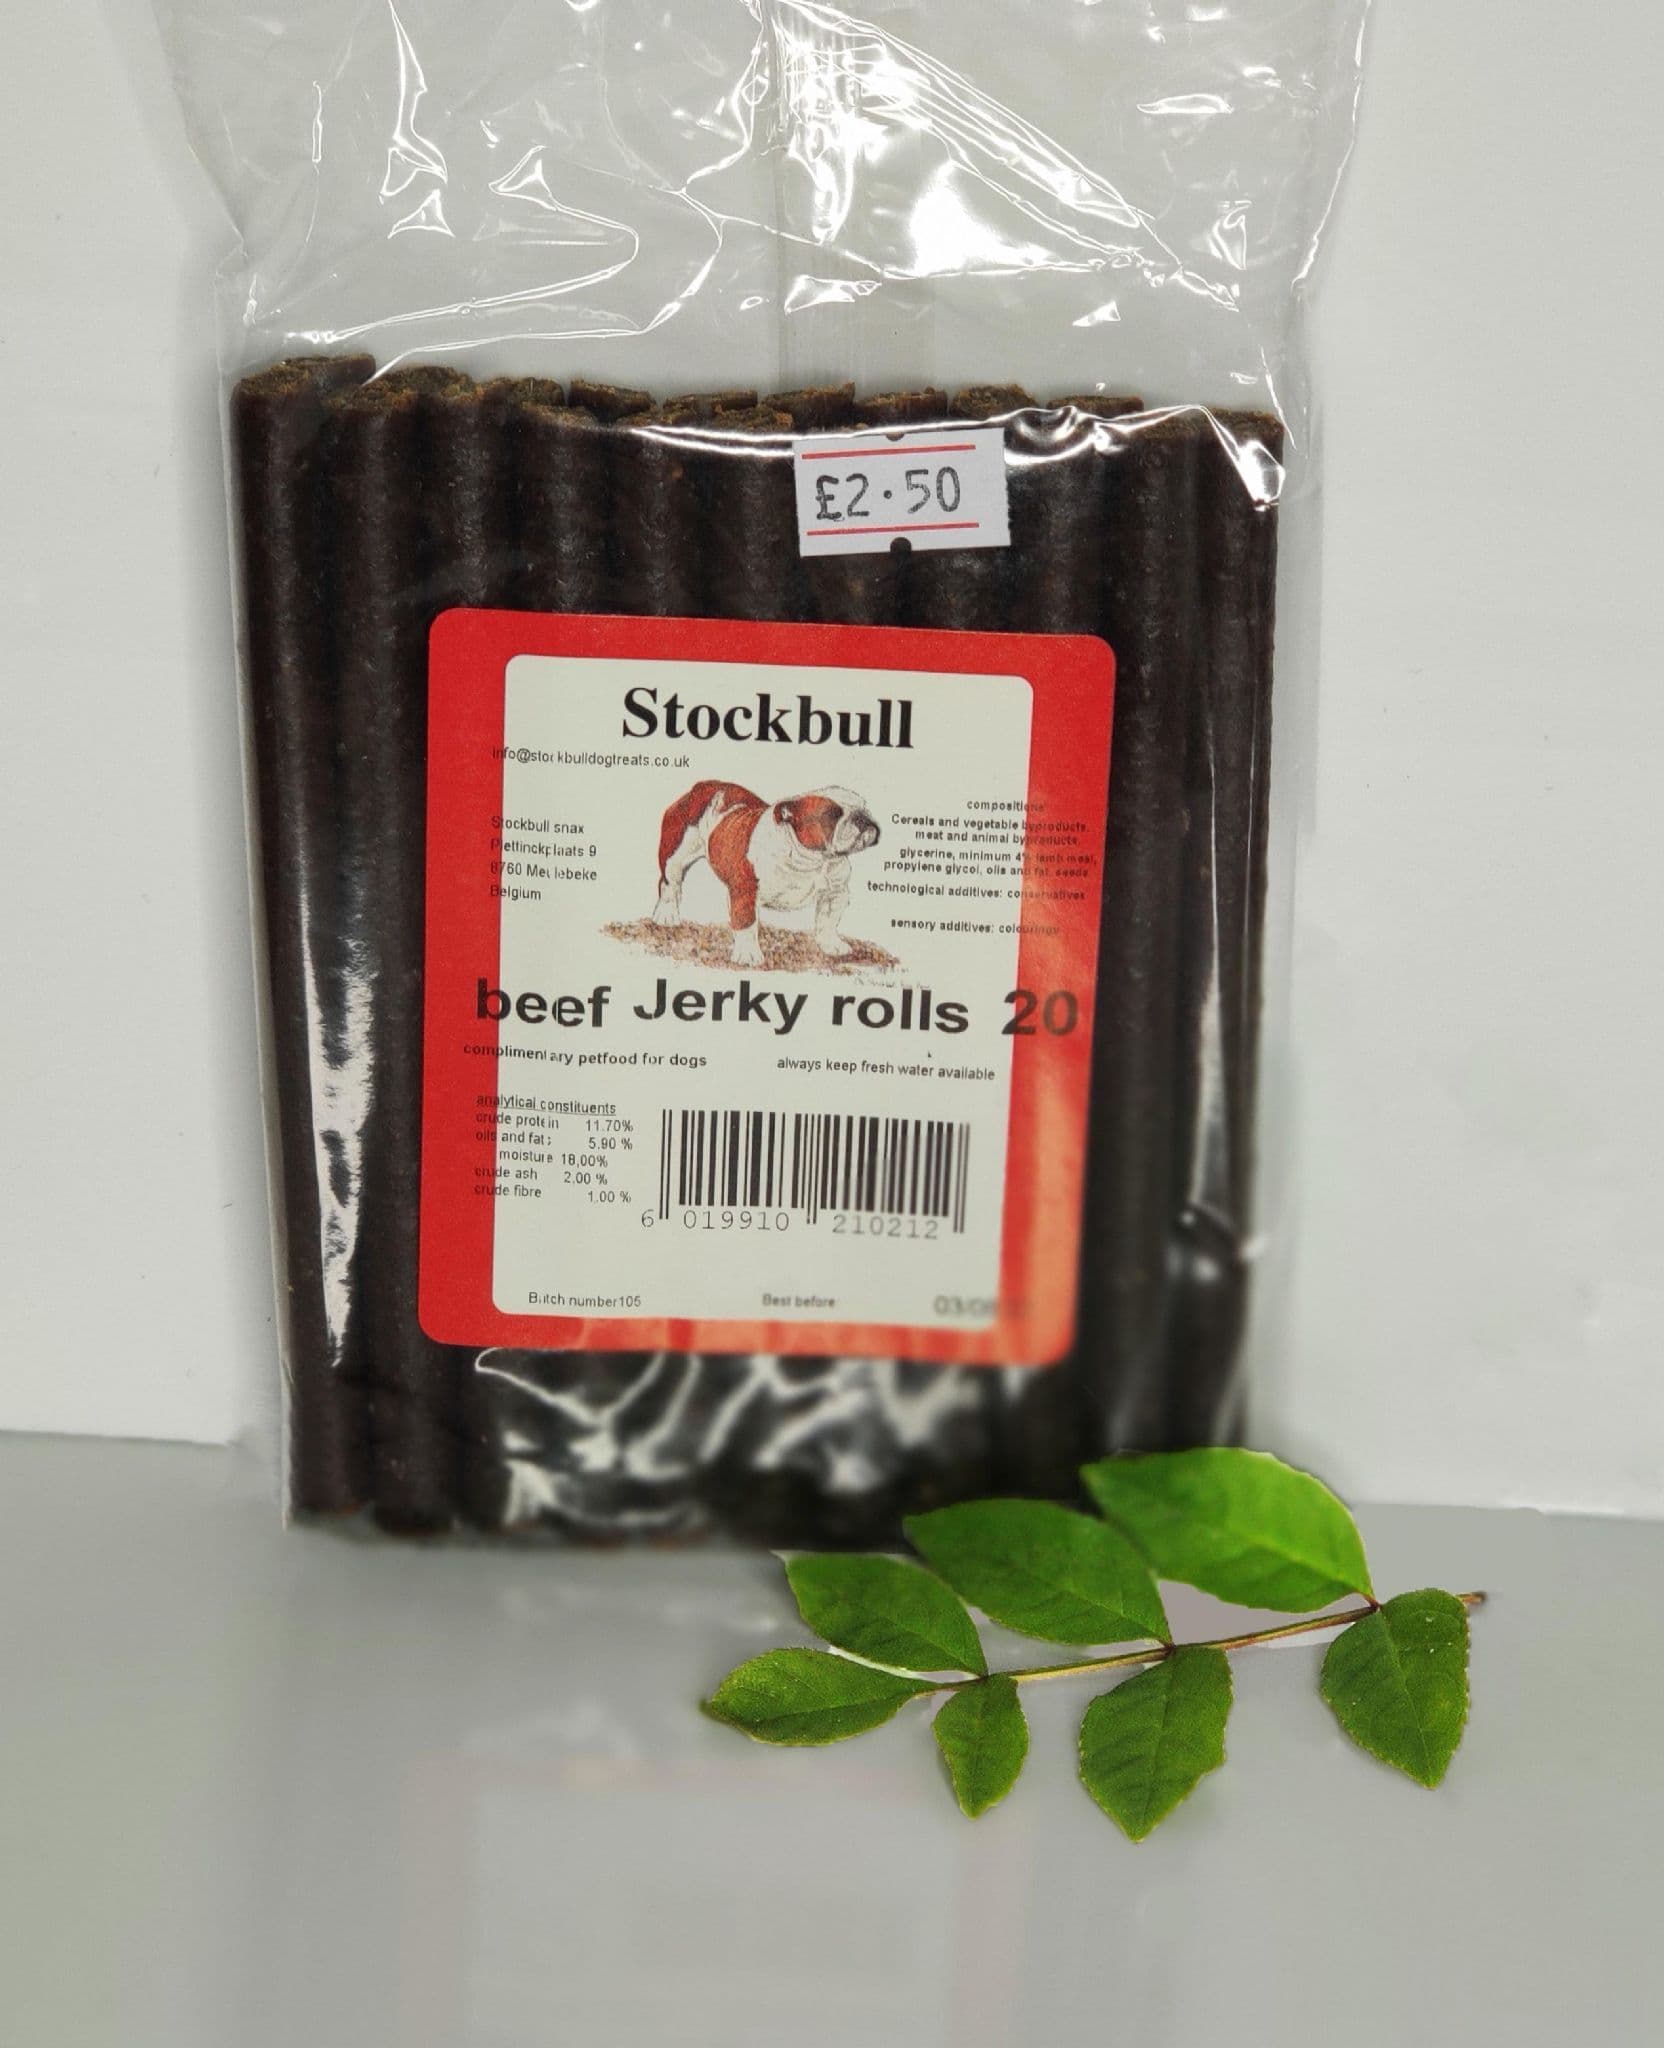 £2.50
Stockbull
info@stockbulldogtreats.co.uk
Stockbull snax
Plettinckplaats 9
8760 Meulebeke
Belgium
composition:
Cereals and vegetable byproducts,
meat and animal byproducts,
glycerine, minimum 4% lamb meal,
propylene glycol, olis and fat, seeds
technological additives: conservatives
sensory additives: colourings
beef Jerky rolls 20
complimentary petfood for dogs
always keep fresh water available
analytical constituents
crude protein 11.70%
oils and fat: 5.90 %
moisture 18,00%
crude ash 2.00 %
crude fibre 1.00 %
6 019910 210212
Batch number105
Best before